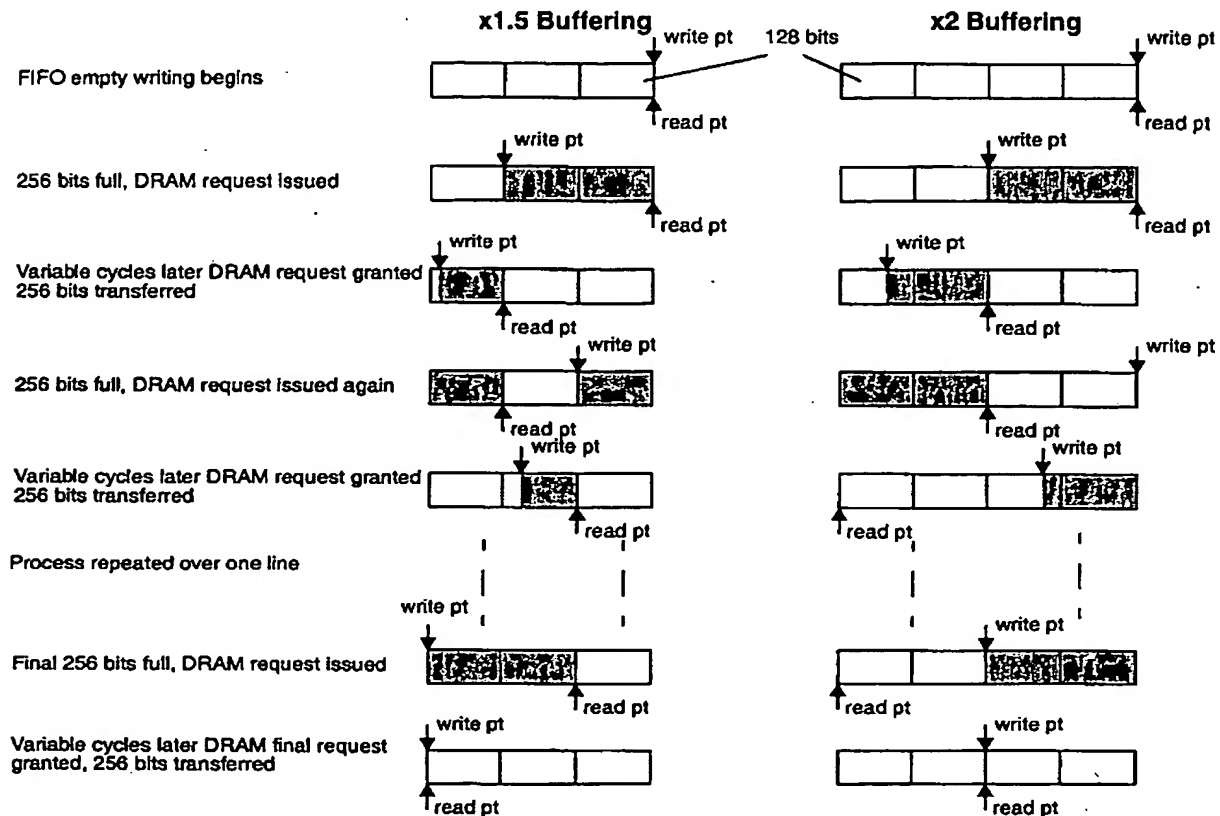 x1.5 Buffering
x2 Buffering
write pt
128 bits
write pt
FIFO empty writing begins
read pt
read pt
write pt
write pt
256 bits full, DRAM request issued
read pt
read pt
write pt
write pt
Variable cycles later DRAM request granted
256 bits transferred
read pt
read pt
write pt
write pt
256 bits full, DRAM request issued again
read pt
read pt
write pt
write pt
Variable cycles later DRAM request granted
256 bits transferred
read pt
read pt
Process repeated over one line
write pt
write pt
Final 256 bits full, DRAM request issued
read pt
read pt
write pt
write pt
Variable cycles later DRAM final request
granted, 256 bits transferred
read pt
read pt